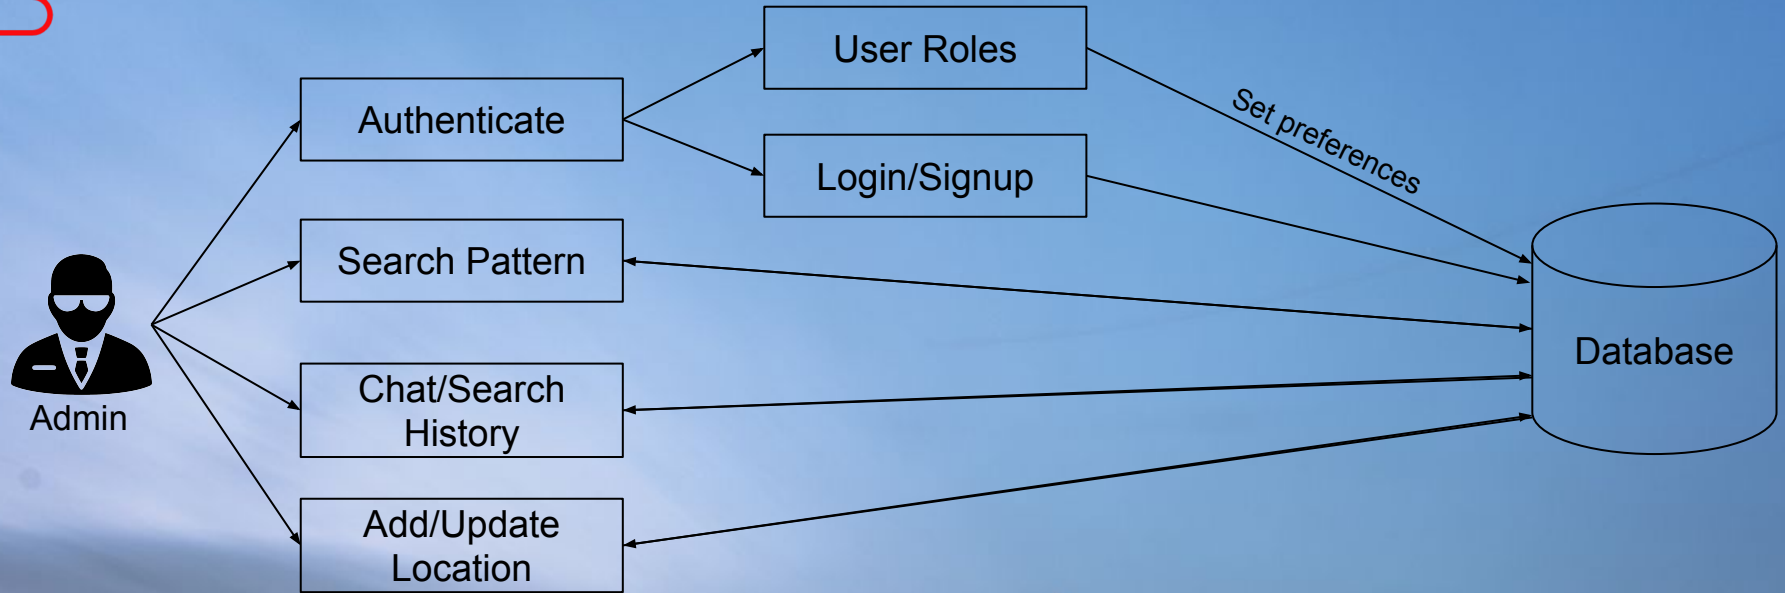 User Roles
Authenticate
Set preferences
Login/Signup
Search Pattern
Database
Chat/Search
History
Admin
Add/Update
Location